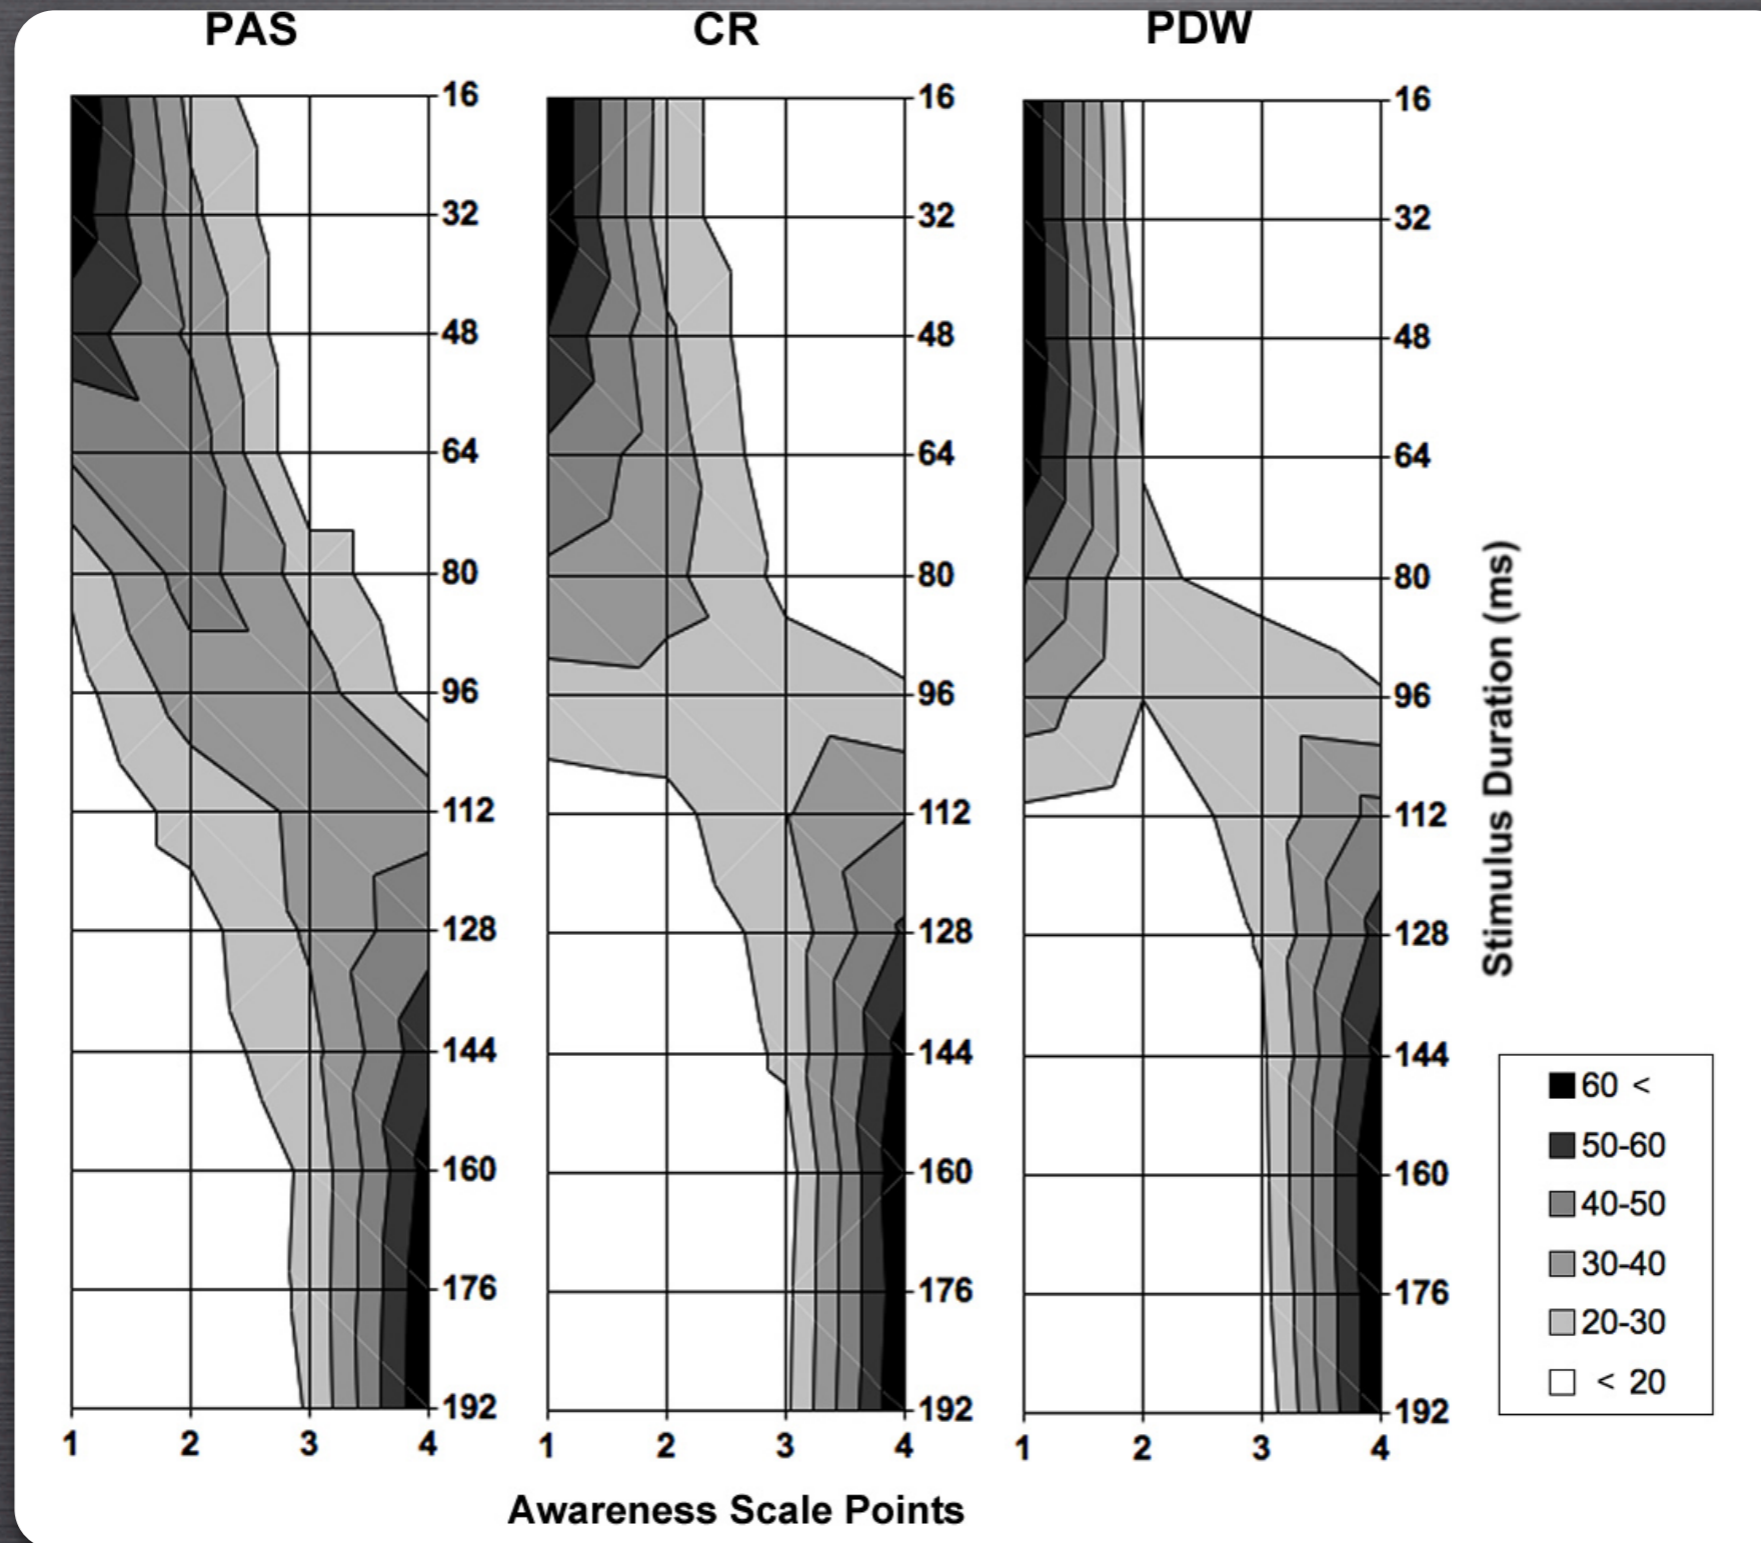 PAS CR PDW
16 16 16
32 32 32
48 48 48
64 64 64
80 80 80
96 96 96
112 112 112
128 128 128
144 144 144
160 160 160
176 176 176
192 192 192
1 2 3 4 1 2 3 4 1 2 3 4
Awareness Scale Points
Stimulus Duration (ms)
60 <
50-60
40-50
30-40
20-30
< 20